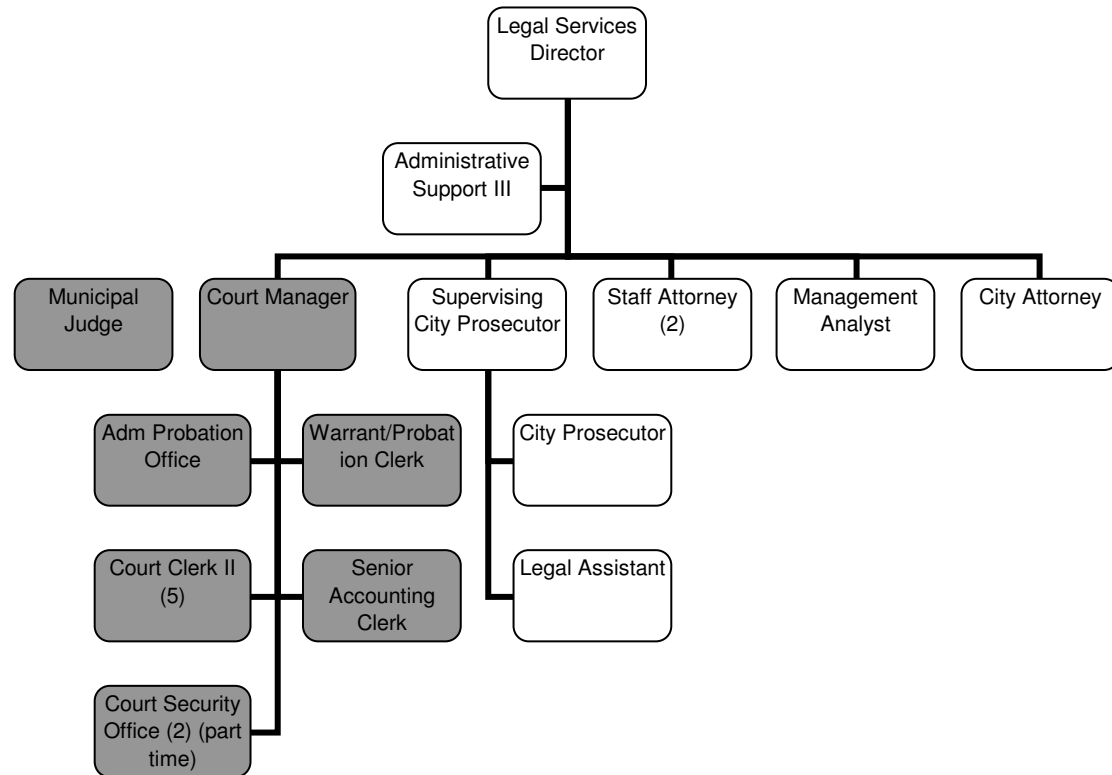 Legal Services
Director
Administrative
Support III
Municipal
Judge
Court Manager
Supervising
City Prosecutor
Staff Attorney
(2)
Management
Analyst
City Attorney
Adm Probation
Office
Warrant/Probat
ion Clerk
City Prosecutor
Court Clerk II
(5)
Senior
Accounting
Clerk
Legal Assistant
Court Security
Office (2) (part
time)